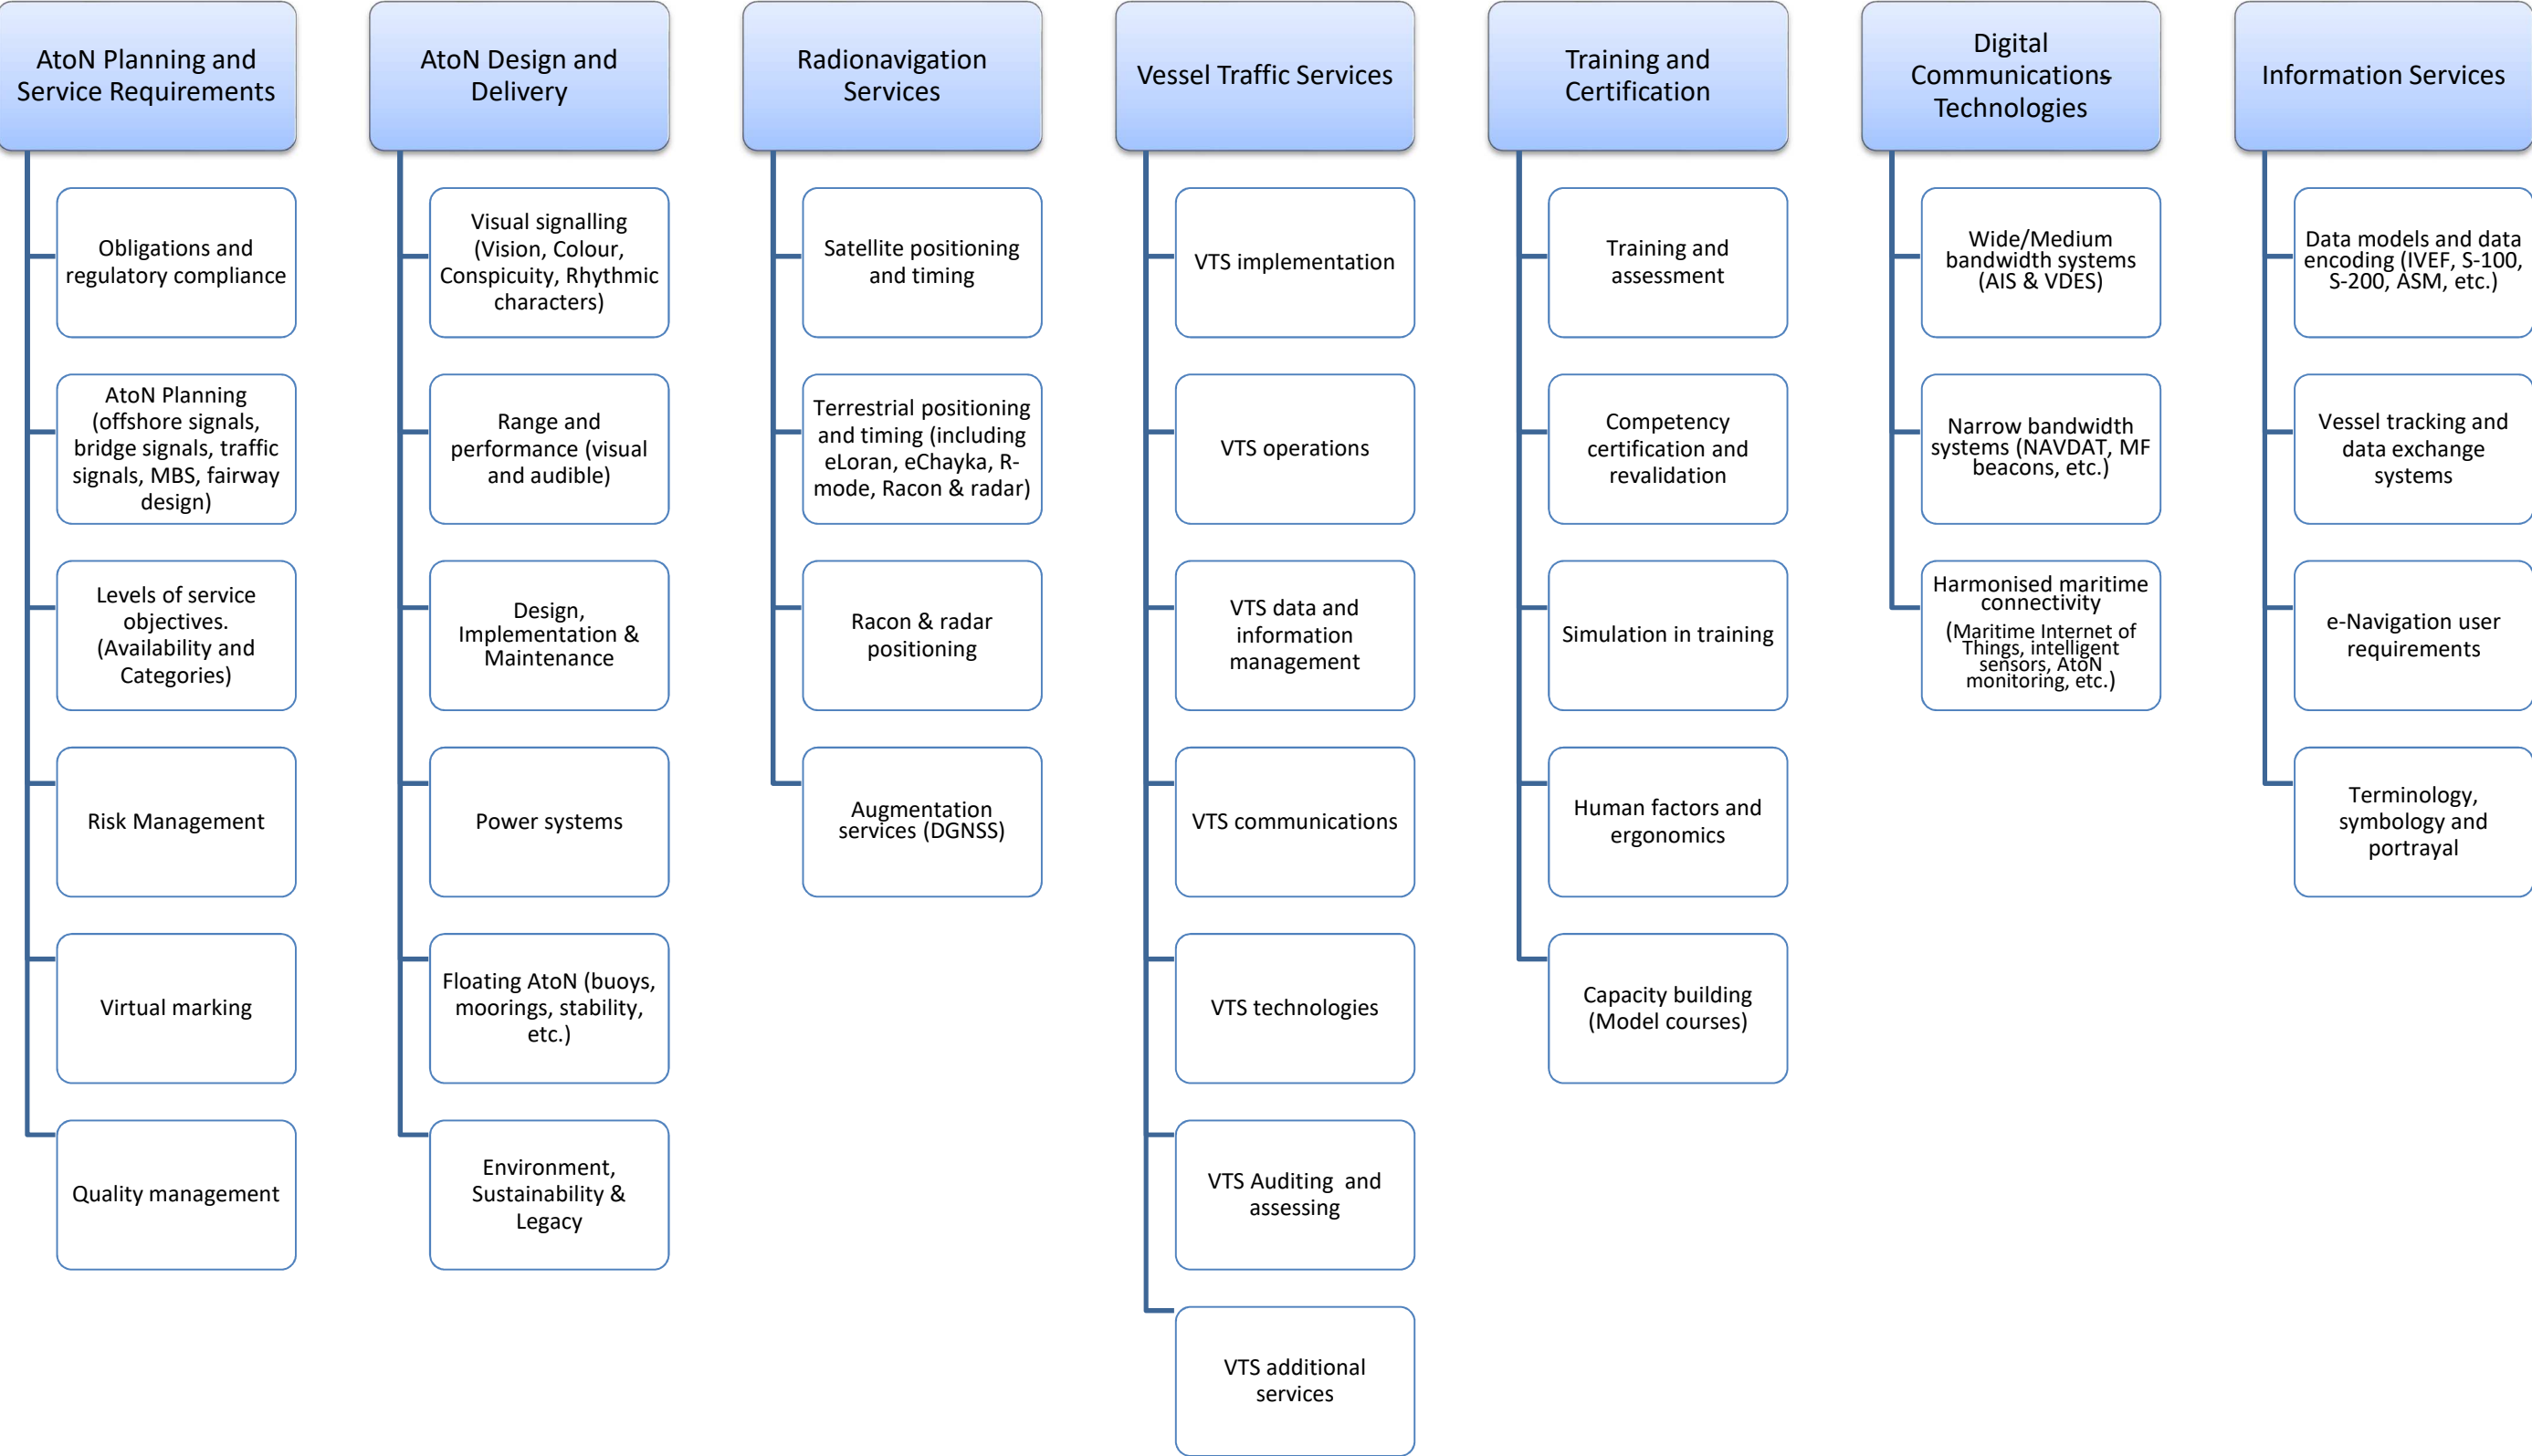 AtoN Planning and
Service Requirements
Obligations and
regulatory compliance
AtoN Planning
(offshore signals,
bridge signals, traffic
signals, MBS, fairway
design)
Levels of service
objectives.
(Availability and
Categories)
Risk Management
Virtual marking
Quality management
AtoN Design and
Delivery
Visual signalling
(Vision, Colour,
Conspicuity, Rhythmic
characters)
Range and
performance (visual
and audible)
Design,
Implementation &
Maintenance
Power systems
Floating AtoN (buoys,
moorings, stability,
etc.)
Environment,
Sustainability &
Legacy
Radionavigation
Services
Satellite positioning
and timing
Terrestrial positioning
and timing (including
eLoran, eChayka, R-
mode, Racon & radar)
Racon & radar
positioning
Augmentation
services (DGNSS)
Vessel Traffic Services
VTS implementation
VTS operations
VTS data and
information
management
VTS communications
VTS technologies
VTS Auditing  and
assessing
VTS additional
services
Training and
Certification
Training and
assessment
Competency
certification and
revalidation
Simulation in training
Human factors and
ergonomics
Capacity building
(Model courses)
Digital
Communications
Technologies
Wide/Medium
bandwidth systems
(AIS & VDES)
Narrow bandwidth
systems (NAVDAT, MF
beacons, etc.)
Harmonised maritime
connectivity
(Maritime Internet of
Things, intelligent
sensors, AtoN
monitoring, etc.)
Information Services
Data models and data
encoding (IVEF, S-100,
S-200, ASM, etc.)
Vessel tracking and
data exchange
systems
e-Navigation user
requirements
Terminology,
symbology and
portrayal